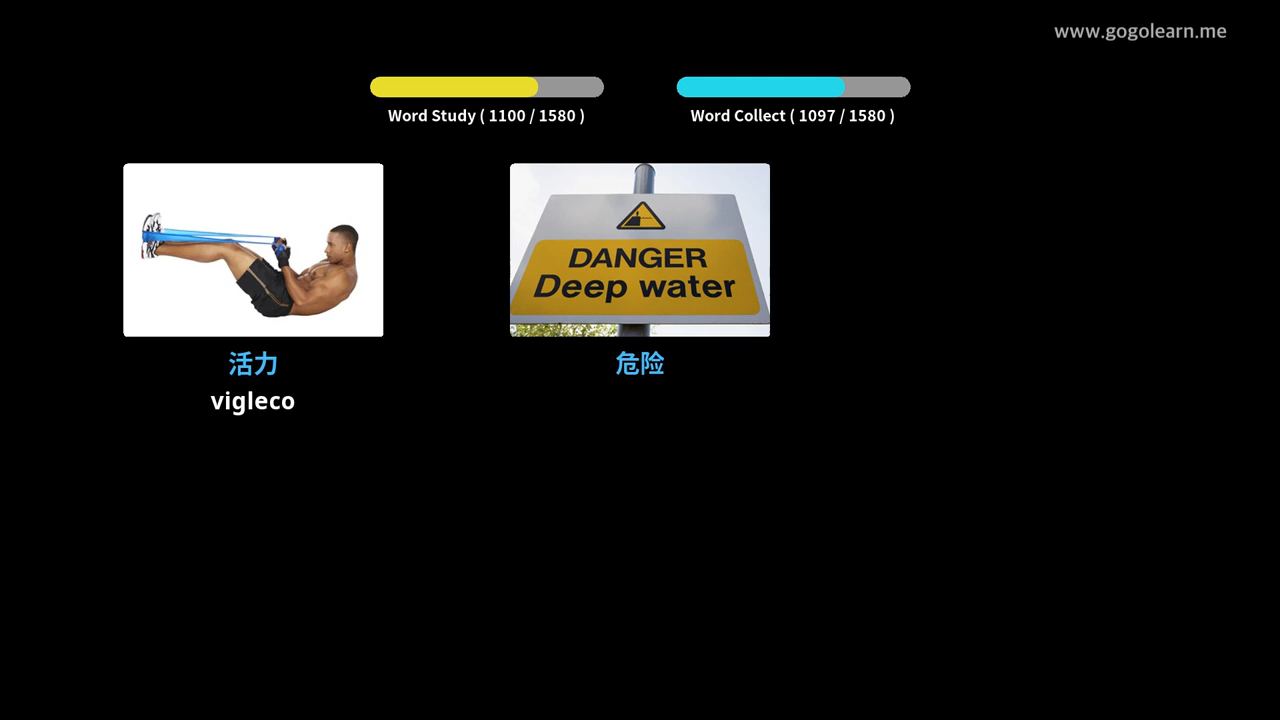 www.gogolearn.me
Word Study ( 1100 / 1580 )
Word Collect ( 1097 / 1580 )
DANGER
Deep water
活力
危险
vigleco